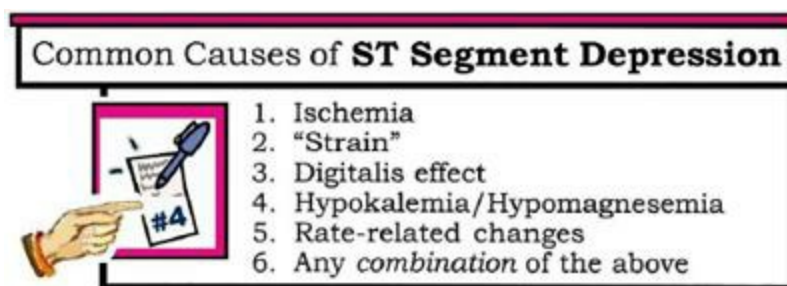 Common Causes of ST Segment Depression
#4
1. Ischemia
2. “Strain”
3. Digitalis effect
4. Hypokalemia/Hypomagnesemia
5. Rate-related changes
6. Any combination of the above